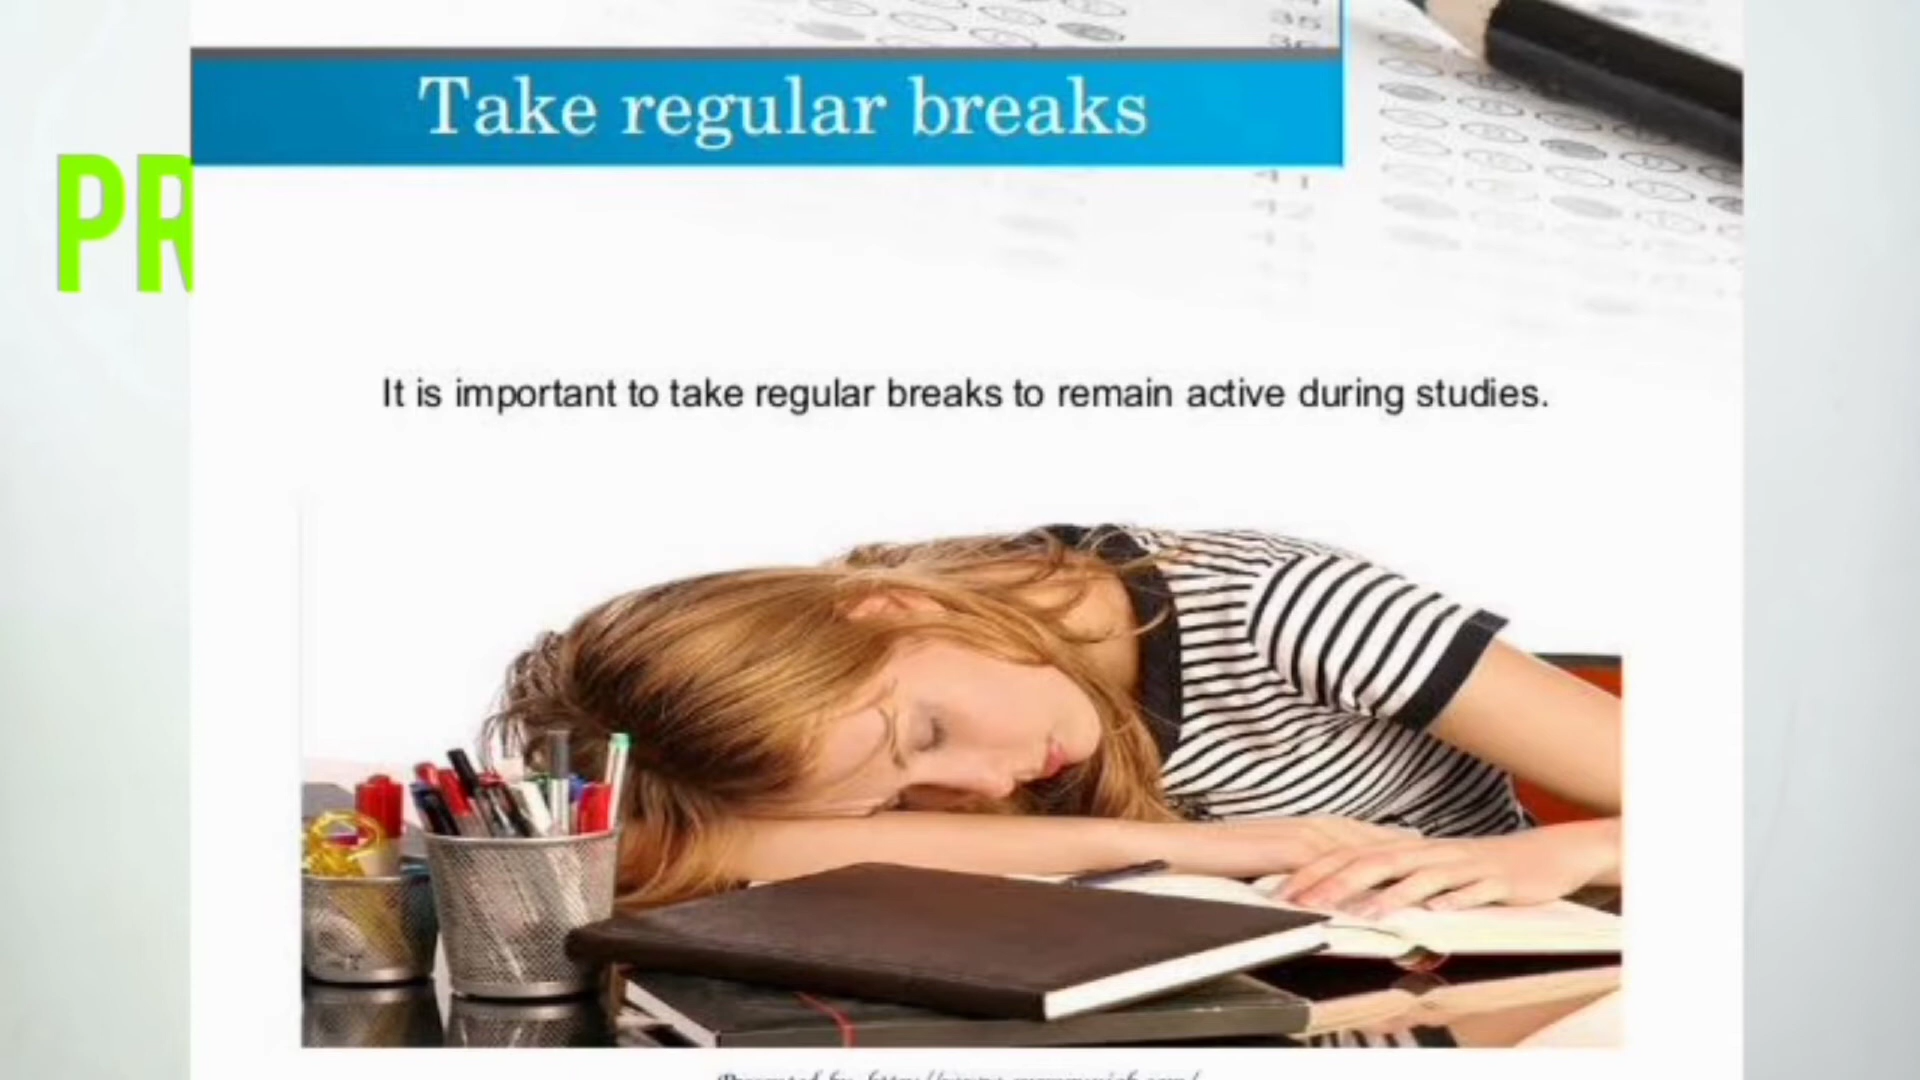 Take regular breaks
PR
It is important to take regular breaks to remain active during studies.